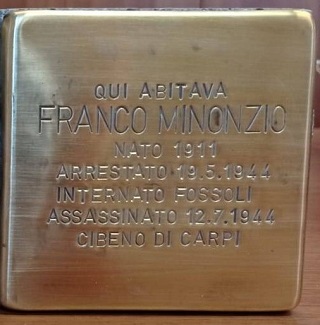 QUI ABITAVA
FRANCO MINONZIO
NATO 1911
ARRESTATO 19.5.1944
INTERNATO FOSSOLI
ASSASSINATO 12.7.1944
CIBENO DI CARPI